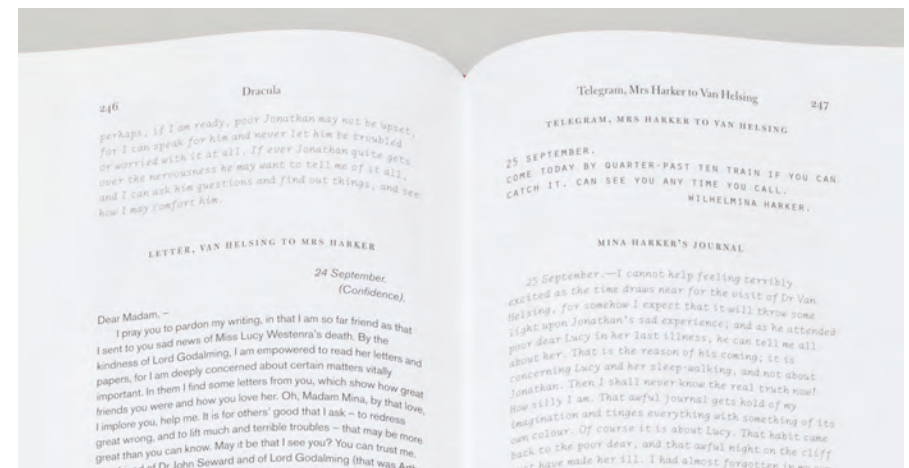 Dracula
246
perhaps, if I am ready, poor Jonathan may not be upset,
for I can speak for him and never let him be troubled
or worried with it at all. If ever Jonathan quite gets
over the nervousness he may want to tell me of it all,
and I can ask him questions and find out things, and see
how I may comfort him.
LETTER, VAN HELSING TO MRS HARKER
24 September.
(Confidence).
Dear Madam, –
I pray you to pardon my writing, in that I am so far friend as that
I sent to you sad news of Miss Lucy Westenra's death. By the
kindness of Lord Godalming, I am empowered to read her letters and
papers, for I am deeply concerned about certain matters vitally
important. In them I find some letters from you, which show how great
friends you were and how you love her. Oh, Madam Mina, by that love,
I implore you, help me. It is for others' good that I ask – to redress
great wrong, and to lift much and terrible troubles – that may be more
great than you can know. May it be that I see you? You can trust me.
of Dr John Seward and of Lord Godalming (that was
Telegram, Mrs Harker to Van Helsing
247
TELEGRAM, MRS HARKER TO VAN HELSING
25 SEPTEMBER.
COME TODAY BY QUARTER-PAST TEN TRAIN IF YOU CAN
CATCH IT. CAN SEE YOU ANY TIME YOU CALL.
WILHELMINA HARKER.
MINA HARKER'S JOURNAL
25 September.—I cannot help feeling terribly
excited as the time draws near for the visit of Dr Van
Helsing, for somehow I expect that it will throw some
light upon Jonathan's sad experience; and as he attended
poor dear Lucy in her last illness, he can tell me all
about her. That is the reason of his coming; it is
concerning Lucy and her sleep-walking, and not about
Jonathan. Then I shall never know the real truth now!
How silly I am. That awful journal gets hold of my
imagination and tinges everything with something of its
own colour. Of course it is about Lucy. That habit came
back to the poor dear, and that awful night on the cliff
have made her ill. I had almost forgotten in